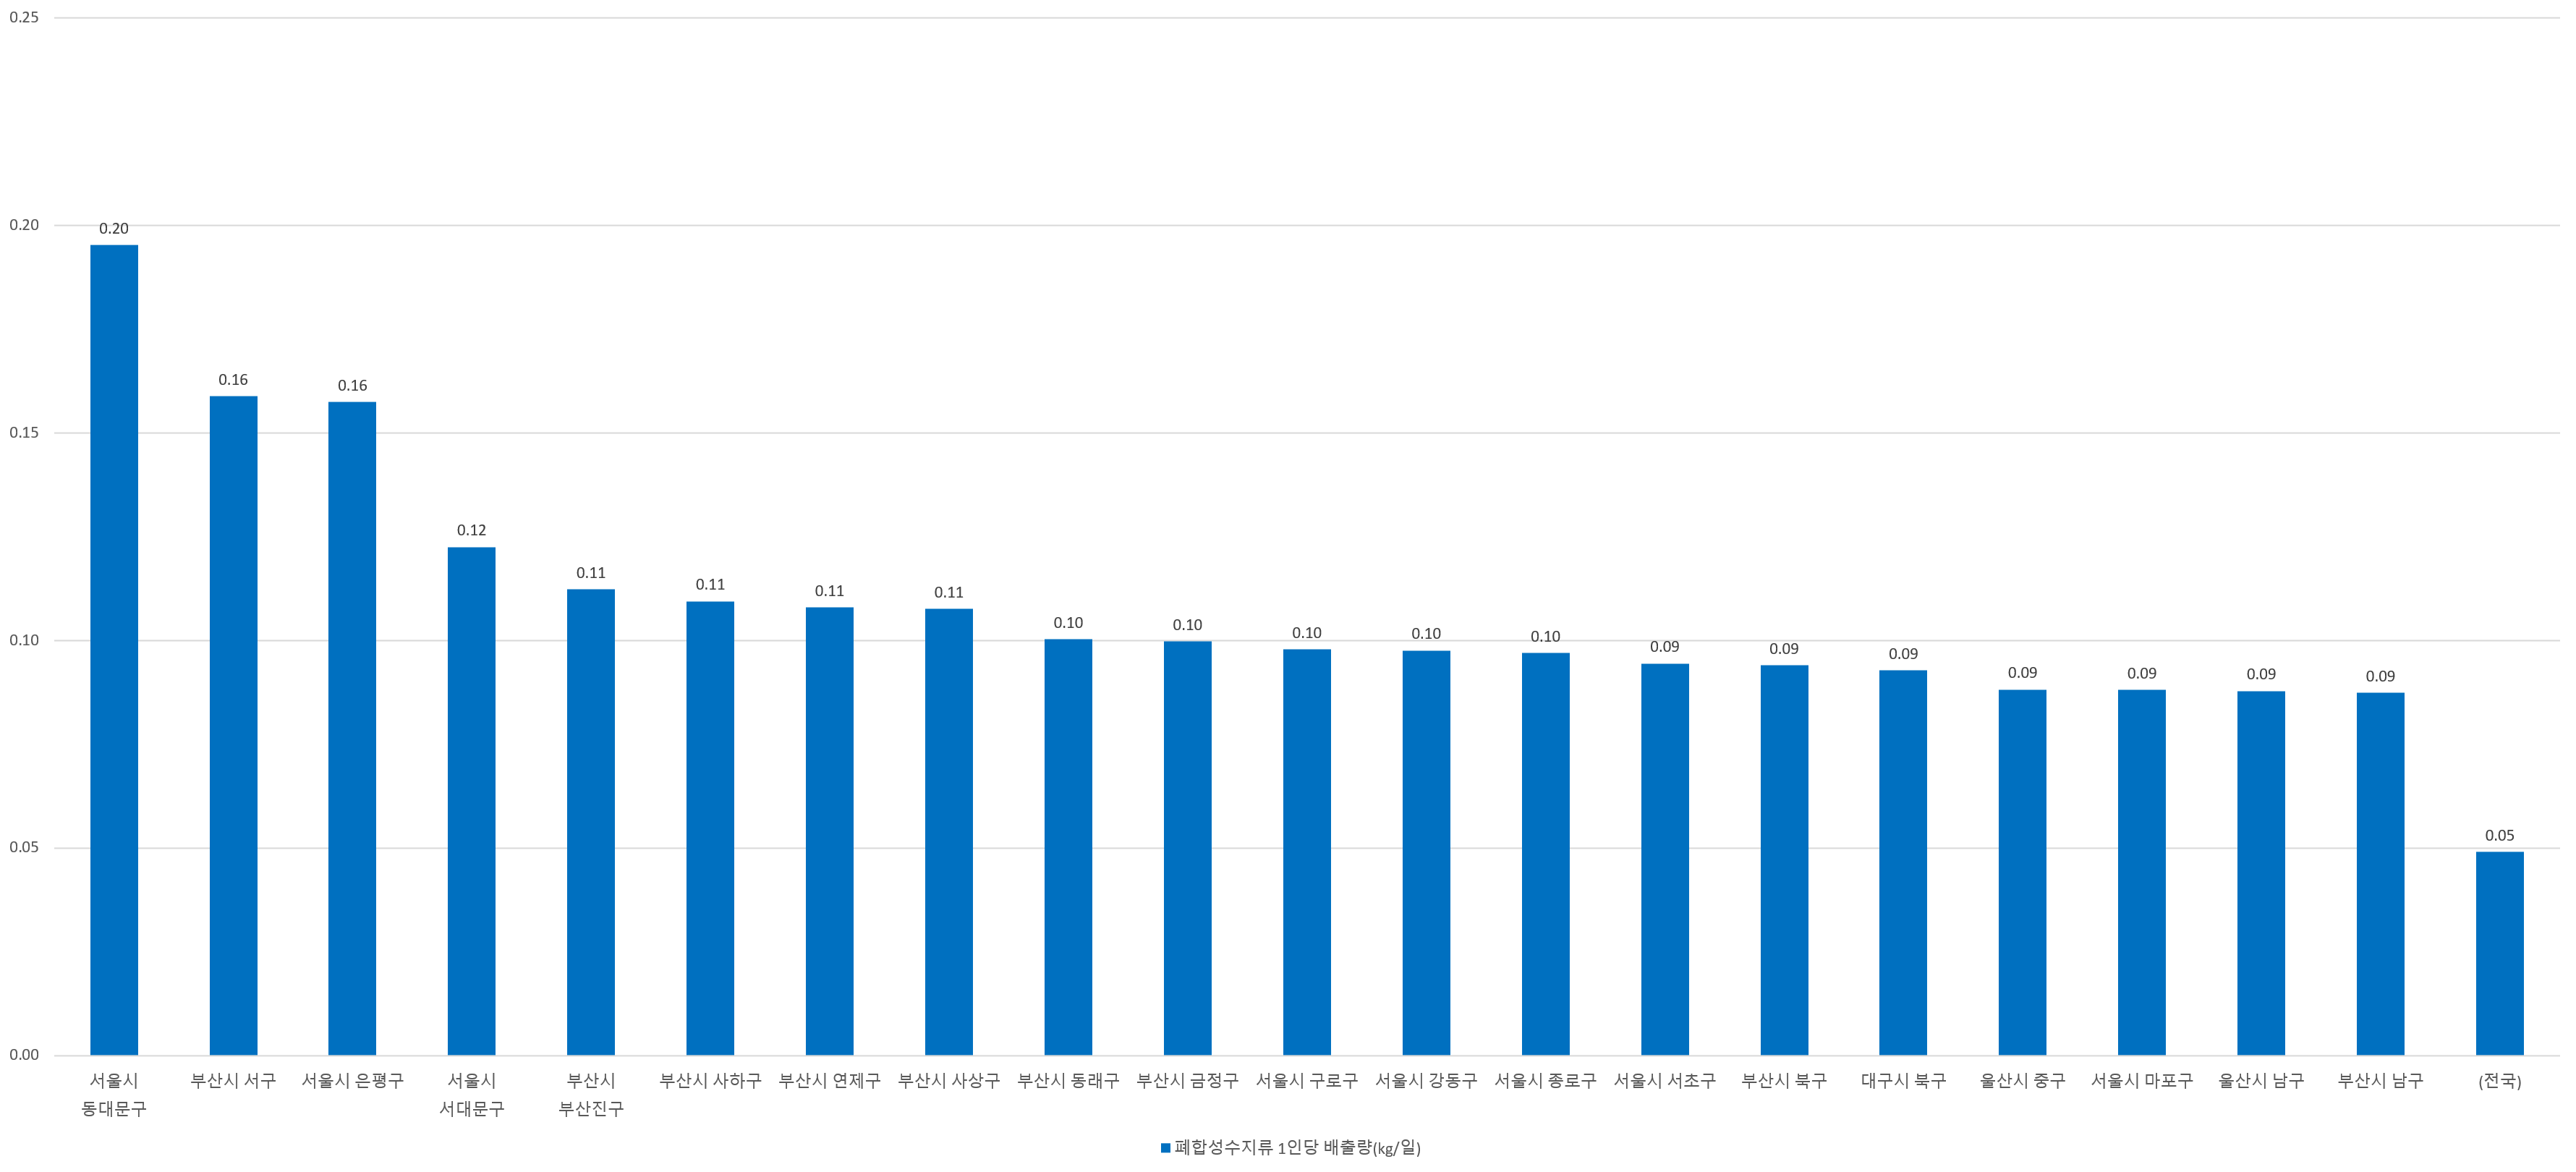 0.25
0.20
0.15
0.10
0.05
0.00
0.20
0.16
0.16
0.12
0.11
0.11
0.11
0.11
0.10
0.10
0.10
0.10
0.10
0.09
0.09
0.09
0.09
0.09
0.09
0.09
0.05
서울시
동대문구
부산시 서구
서울시 은평구
서울시
서대문구
부산시
부산진구
부산시 사하구
부산시 연제구
부산시 사상구
부산시 동래구
부산시 금정구
서울시 구로구
서울시 강동구
서울시 종로구
서울시 서초구
부산시 북구
대구시 북구
울산시 중구
서울시 마포구
울산시 남구
부산시 남구
(전국)
폐합성수지류 1인당 배출량(kg/일)